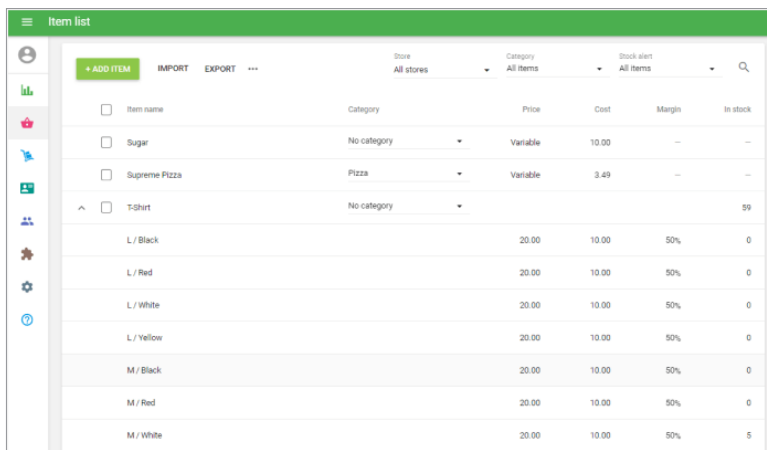 Item list
Store Category Stock alert
+ ADD ITEM IMPORT EXPORT ••• All stores All items All items
Item name Category Price Cost Margin In stock
Sugar No category Variable 10.00 — —
Supreme Pizza Pizza Variable 3.49 — —
T-Shirt No category 59
L / Black 20.00 10.00 50% 0
L / Red 20.00 10.00 50% 0
L / White 20.00 10.00 50% 0
L / Yellow 20.00 10.00 50% 0
M / Black 20.00 10.00 50% 0
M / Red 20.00 10.00 50% 0
M / White 20.00 10.00 50% 5